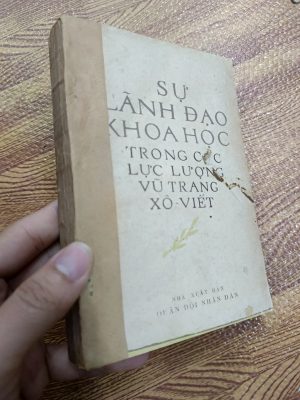 SỰ
LÃNH ĐẠO
KHOA HỌC
TRONG CÁC
LỰC LƯỢNG
VŨ TRANG
XÔ-VIẾT
NHÀ XUẤT BẢN
QUÂN ĐỘI NHÂN DÂN